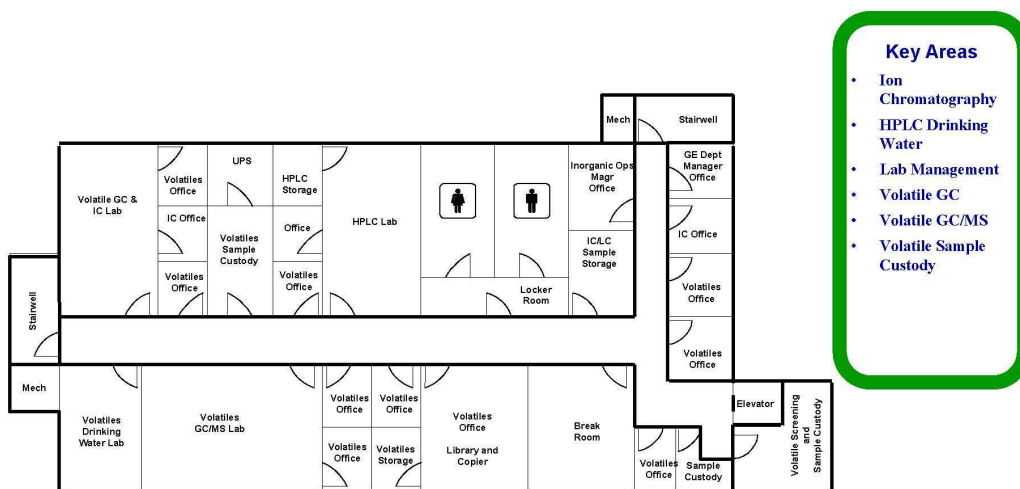 Key Areas
• Ion
Chromatography
• HPLC Drinking
Water
• Lab Management
• Volatile GC
• Volatile GC/MS
• Volatile Sample
Custody
Mech
Stairwell
Volatile GC &
IC Lab
Volatiles
Office
UPS
HPLC
Storage
HPLC Lab
Inorganic Ops
Magr
Office
GE Dept
Manager
Office
IC Office
Volatiles
Sample
Custody
Office
IC/LC
Sample
Storage
IC Office
Volatiles
Office
Volatiles
Office
Locker
Room
Volatiles
Office
Stairwell
Volatiles
Office
Mech
Volatiles
Drinking
Water Lab
Volatiles
GC/MS Lab
Volatiles
Office
Volatiles
Office
Volatiles
Office
Library and
Copier
Break
Room
Elevator
Volatile Screening
and
Sample Custody
Volatiles
Office
Volatiles
Storage
Volatiles
Office
Sample
Custody